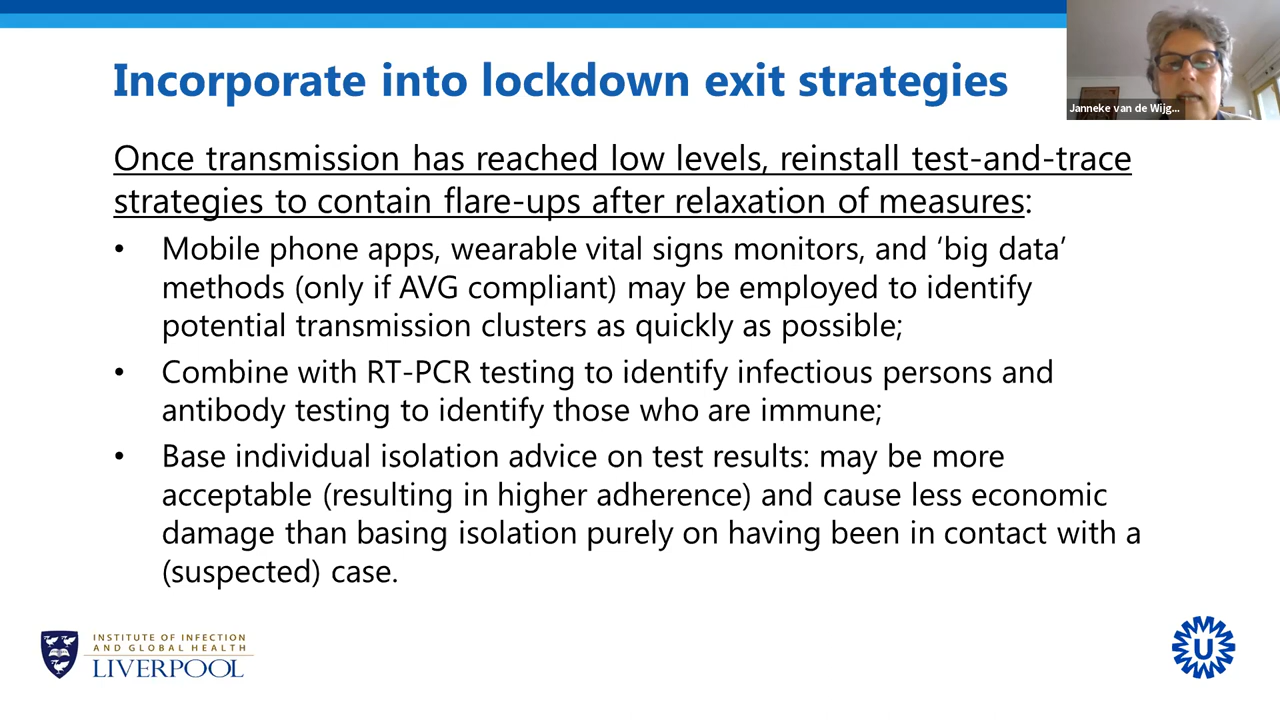 Incorporate into lockdown exit strategies
Janneke van de Wijg...
Once transmission has reached low levels, reinstall test-and-trace
strategies to contain flare-ups after relaxation of measures:
• Mobile phone apps, wearable vital signs monitors, and ‘big data’
methods (only if AVG compliant) may be employed to identify
potential transmission clusters as quickly as possible;
• Combine with RT-PCR testing to identify infectious persons and
antibody testing to identify those who are immune;
• Base individual isolation advice on test results: may be more
acceptable (resulting in higher adherence) and cause less economic
damage than basing isolation purely on having been in contact with a
(suspected) case.
INSTITUTE OF INFECTION
AND GLOBAL HEALTH
LIVERPOOL
U